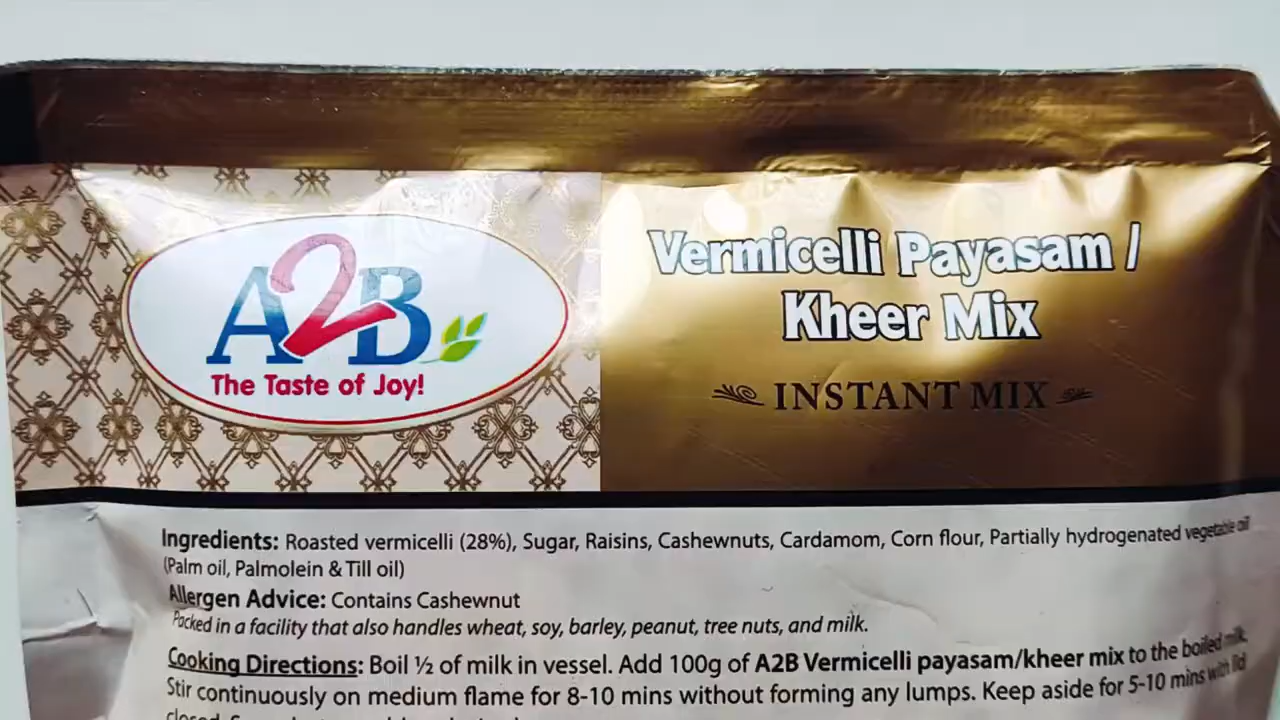 A2B
The Taste of Joy!
Vermicelli Payasam /
Kheer Mix
INSTANT MIX
Ingredients: Roasted vermicelli (28%), Sugar, Raisins, Cashewnuts, Cardamom, Corn flour, Partially hydrogenated vegetable oil
(Palm oil, Palmolein & Till oil)
Allergen Advice: Contains Cashewnut
Packed in a facility that also handles wheat, soy, barley, peanut, tree nuts, and milk.
Cooking Directions: Boil ½ of milk in vessel. Add 100g of A2B Vermicelli payasam/kheer mix to the boiled milk.
Stir continuously on medium flame for 8-10 mins without forming any lumps. Keep aside for 5-10 mins with lid